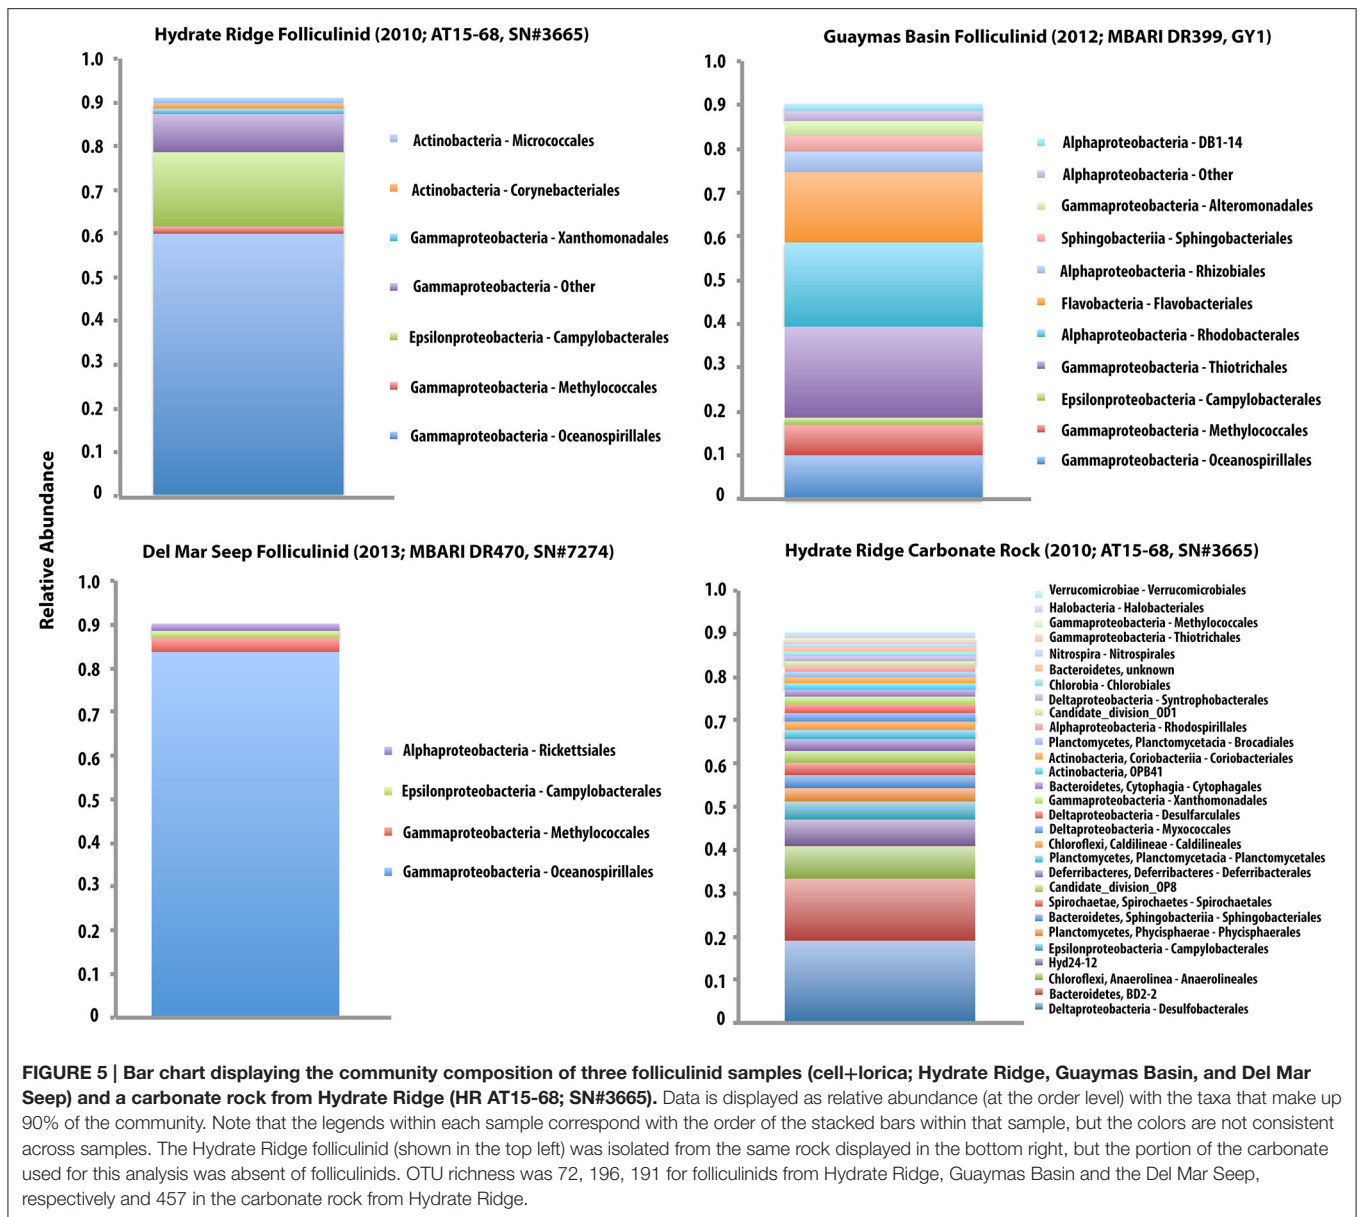 Hydrate Ridge Folliculinid (2010; AT15-68, SN#3665)
1.0
0.9
0.8
0.7
0.6
0.5
0.4
0.3
0.2
0.1
0
Actinobacteria - Micrococcales
Actinobacteria - Corynebacteriales
Gammaproteobacteria - Xanthomonadales
Gammaproteobacteria - Other
Epsilonproteobacteria - Campylobacterales
Gammaproteobacteria - Methylococcales
Gammaproteobacteria - Oceanospirillales
Guaymas Basin Folliculinid (2012; MBARI DR399, GY1)
1.0
0.9
0.8
0.7
0.6
0.5
0.4
0.3
0.2
0.1
0
Alphaproteobacteria - DB1-14
Alphaproteobacteria - Other
Gammaproteobacteria - Alteromonadales
Sphingobacteriia - Sphingobacteriales
Alphaproteobacteria - Rhizobiales
Flavobacteria - Flavobacteriales
Alphaproteobacteria - Rhodobacterales
Gammaproteobacteria - Thiotrichales
Epsilonproteobacteria - Campylobacterales
Gammaproteobacteria - Methylococcales
Gammaproteobacteria - Oceanospirillales
Relative Abundance
Del Mar Seep Folliculinid (2013; MBARI DR470, SN#7274)
1.0
0.9
0.8
0.7
0.6
0.5
0.4
0.3
0.2
0.1
0
Alphaproteobacteria - Rickettsiales
Epsilonproteobacteria - Campylobacterales
Gammaproteobacteria - Methylococcales
Gammaproteobacteria - Oceanospirillales
Hydrate Ridge Carbonate Rock (2010; AT15-68, SN#3665)
1.0
0.9
0.8
0.7
0.6
0.5
0.4
0.3
0.2
0.1
0
Verrucomicrobiae - Verrucomicrobiales
Halobacteria - Halobacteriales
Gammaproteobacteria - Methylococcales
Gammaproteobacteria - Thiotrichales
Nitrospira - Nitrospirales
Bacteroidetes, unknown
Chlorobia - Chlorobiales
Deltaproteobacteria - Syntrophobacterales
Candidate_division_OD1
Alphaproteobacteria - Rhodospirillales
Planctomycetes, Planctomycetacia - Brocadiales
Actinobacteria, Coriobacteriia - Coriobacteriales
Actinobacteria, OPB41
Bacteroidetes, Cytophagia - Cytophagales
Gammaproteobacteria - Xanthomonadales
Deltaproteobacteria - Desulfarculales
Deltaproteobacteria - Myxococcales
Chloroflexi, Caldilineae - Caldilineales
Planctomycetes, Planctomycetacia - Planctomycetales
Deferribacteres, Deferribacteres - Deferribacterales
Candidate_division_OP8
Spirochaetae, Spirochaetes - Spirochaetales
Bacteroidetes, Sphingobacteriia - Sphingobacteriales
Planctomycetes, Phycisphaerae - Phycisphaerales
Epsilonproteobacteria - Campylobacterales
Hyd24-12
Chloroflexi, Anaerolinea - Anaerolineales
Bacteroidetes, BD2-2
Deltaproteobacteria - Desulfobacterales
FIGURE 5 | Bar chart displaying the community composition of three folliculinid samples (cell+lorica; Hydrate Ridge, Guaymas Basin, and Del Mar
Seep) and a carbonate rock from Hydrate Ridge (HR AT15-68; SN#3665). Data is displayed as relative abundance (at the order level) with the taxa that make up
90% of the community. Note that the legends within each sample correspond with the order of the stacked bars within that sample, but the colors are not consistent
across samples. The Hydrate Ridge folliculinid (shown in the top left) was isolated from the same rock displayed in the bottom right, but the portion of the carbonate
used for this analysis was absent of folliculinids. OTU richness was 72, 196, 191 for folliculinids from Hydrate Ridge, Guaymas Basin and the Del Mar Seep,
respectively and 457 in the carbonate rock from Hydrate Ridge.